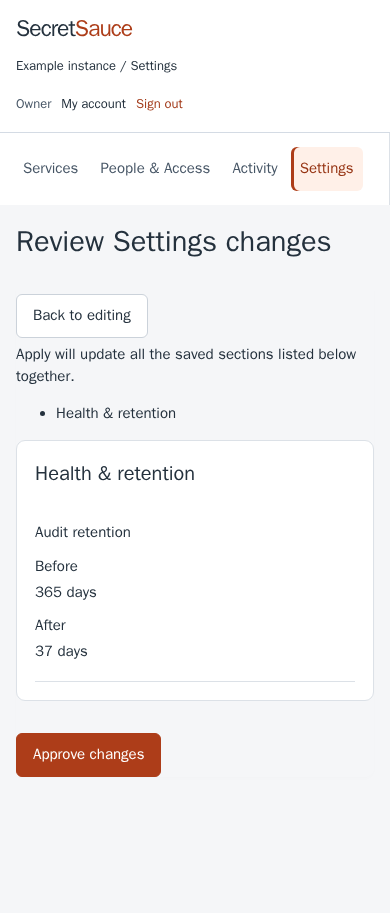 SecretSauce
Example instance / Settings
Owner My account Sign out
Services People & Access Activity Settings
Review Settings changes
Back to editing
Apply will update all the saved sections listed below
together.
• Health & retention
Health & retention
Audit retention
Before
365 days
After
37 days
Approve changes